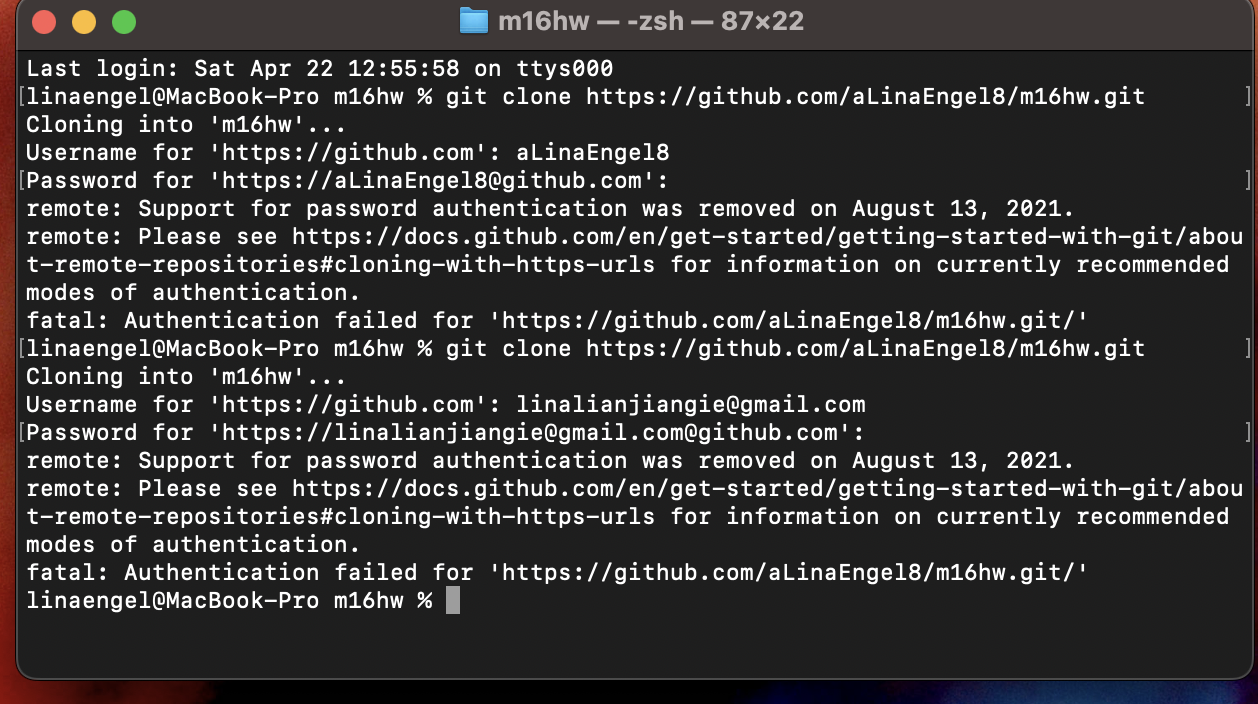 m16hw — -zsh — 87×22
Last login: Sat Apr 22 12:55:58 on ttys000
[linaengel@MacBook-Pro m16hw % git clone https://github.com/aLinaEngel8/m16hw.git ]
Cloning into 'm16hw'...
Username for 'https://github.com': aLinaEngel8
[Password for 'https://aLinaEngel8@github.com': ]
remote: Support for password authentication was removed on August 13, 2021.
remote: Please see https://docs.github.com/en/get-started/getting-started-with-git/abou
t-remote-repositories#cloning-with-https-urls for information on currently recommended
modes of authentication.
fatal: Authentication failed for 'https://github.com/aLinaEngel8/m16hw.git/'
[linaengel@MacBook-Pro m16hw % git clone https://github.com/aLinaEngel8/m16hw.git ]
Cloning into 'm16hw'...
Username for 'https://github.com': linalianjiangie@gmail.com
[Password for 'https://linalianjiangie@gmail.com@github.com': ]
remote: Support for password authentication was removed on August 13, 2021.
remote: Please see https://docs.github.com/en/get-started/getting-started-with-git/abou
t-remote-repositories#cloning-with-https-urls for information on currently recommended
modes of authentication.
fatal: Authentication failed for 'https://github.com/aLinaEngel8/m16hw.git/'
linaengel@MacBook-Pro m16hw %